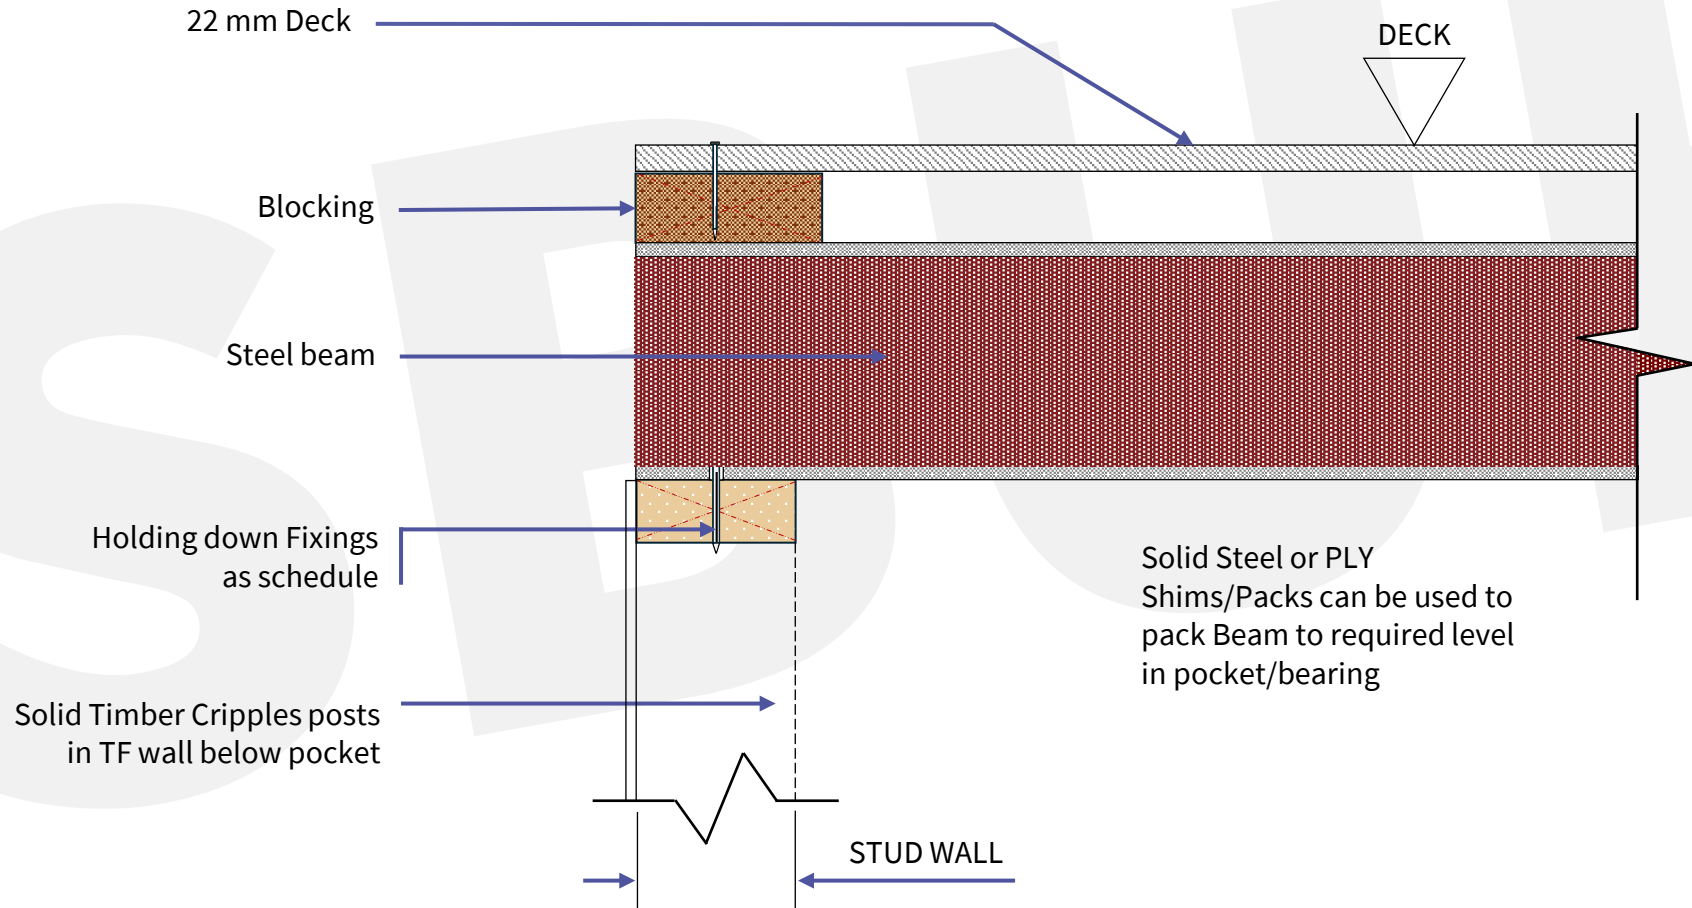 22 mm Deck
DECK
Blocking
Steel beam
Holding down Fixings
as schedule
Solid Steel or PLY
Shims/Packs can be used to
pack Beam to required level
in pocket/bearing
Solid Timber Cripples posts
in TF wall below pocket
STUD WALL